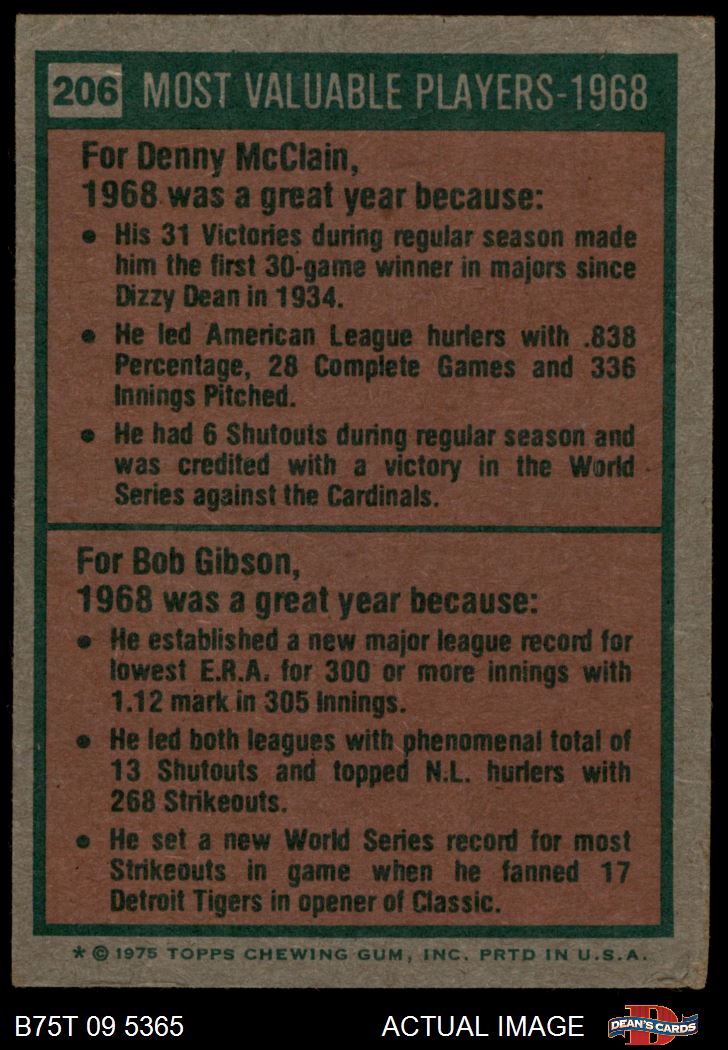 206 MOST VALUABLE PLAYERS-1968
For Denny McClain,
1968 was a great year because:
● His 31 Victories during regular season made
him the first 30-game winner in majors since
Dizzy Dean in 1934.
● He led American League hurlers with .838
Percentage, 28 Complete Games and 336
Innings Pitched.
● He had 6 Shutouts during regular season and
was credited with a victory in the World
Series against the Cardinals.
For Bob Gibson,
1968 was a great year because:
● He established a new major league record for
lowest E.R.A. for 300 or more innings with
1.12 mark in 305 Innings.
● He led both leagues with phenomenal total of
13 Shutouts and topped N.L. hurlers with
268 Strikeouts.
● He set a new World Series record for most
Strikeouts in game when he fanned 17
Detroit Tigers in opener of Classic.
* © 1975 TOPPS CHEWING GUM, INC. PRTD IN U.S.A.
B75T 09 5365 ACTUAL IMAGE DEAN'S CARDS